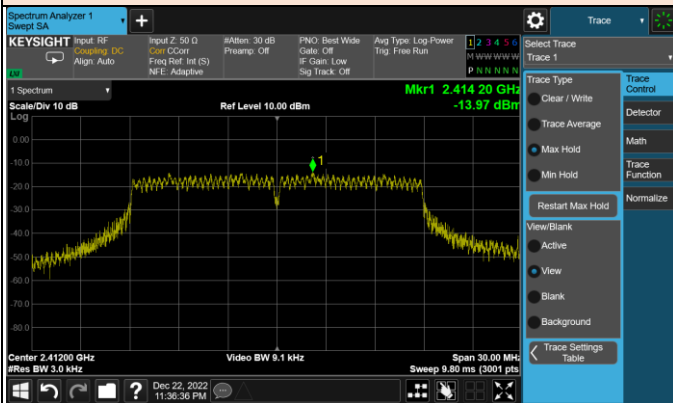 Spectrum Analyzer 1
Swept SA
+
Trace
KEYSIGHT
Input: RF
Coupling: DC
Align: Auto
Input Z: 50 Ω
Corr CCorr
Freq Ref: Int (S)
NFE: Adaptive
#Atten: 30 dB
Preamp: Off
PNO: Best Wide
Gate: Off
IF Gain: Low
Sig Track: Off
Avg Type: Log-Power
Trig: Free Run
1 2 3 4 5 6
M W W W W W
P N N N N N
Select Trace
Trace 1
1 Spectrum
Scale/Div 10 dB
Log
Ref Level 10.00 dBm
Mkr1 2.414 20 GHz
-13.97 dBm
0.00
-10.0
-20.0
-30.0
-40.0
-50.0
-60.0
-70.0
-80.0
1
Center 2.41200 GHz
#Res BW 3.0 kHz
Video BW 9.1 kHz
Span 30.00 MHz
Sweep 9.80 ms (3001 pts
Trace Type
Clear / Write
Trace Average
Max Hold
Min Hold
Restart Max Hold
View/Blank
Active
View
Blank
Background
Trace Settings
Table
Trace
Control
Detector
Math
Trace
Function
Normalize
?
Dec 22, 2022
11:36:36 PM